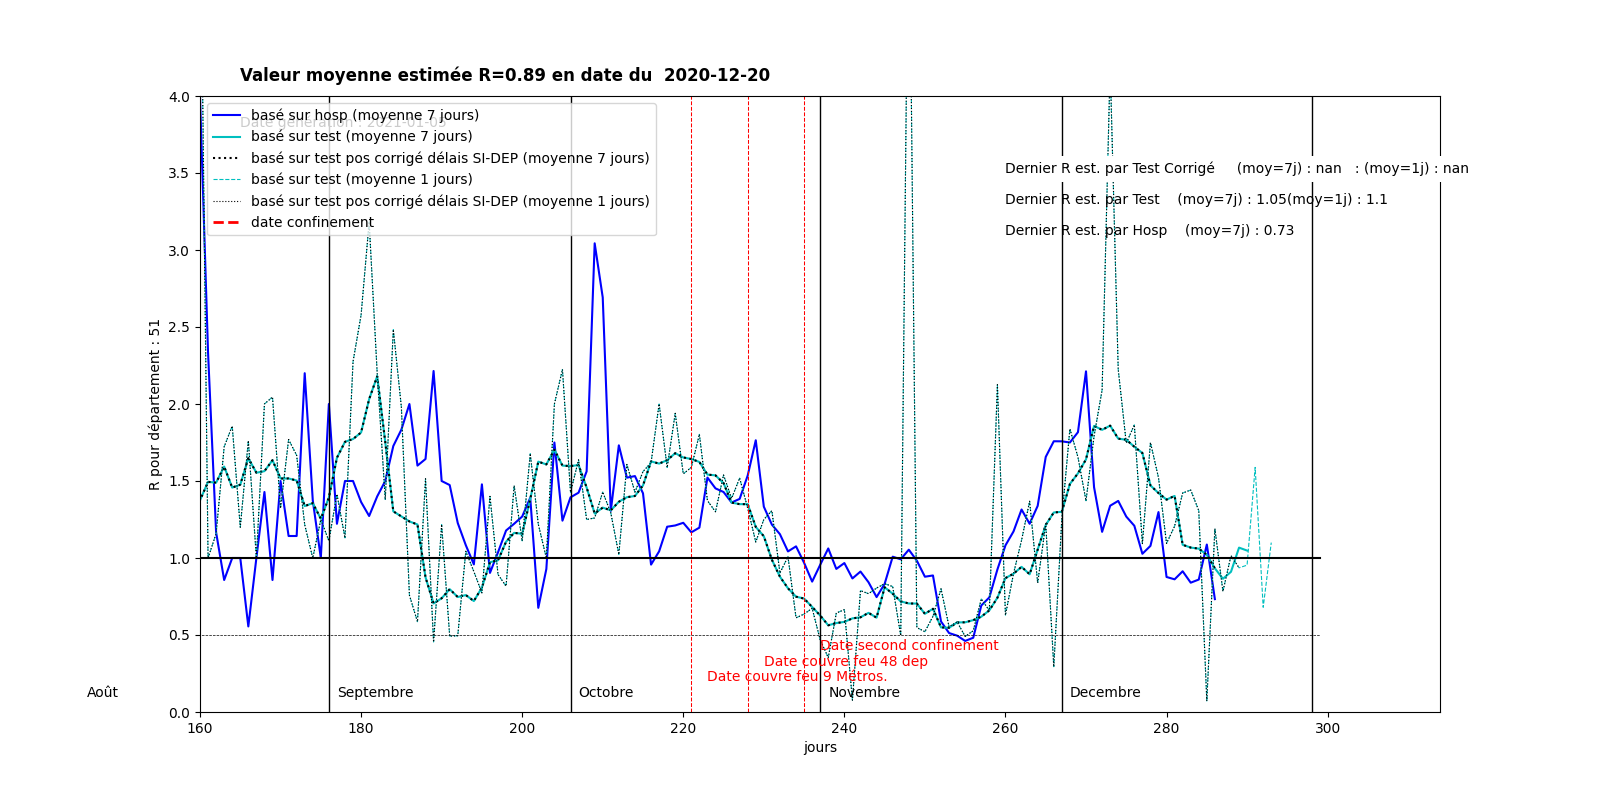 Valeur moyenne estimée R=0.89 en date du  2020-12-20
Date génération : 2021-01-05
basé sur hosp (moyenne 7 jours)
basé sur test (moyenne 7 jours)
basé sur test pos corrigé délais SI-DEP (moyenne 7 jours)
basé sur test (moyenne 1 jours)
basé sur test pos corrigé délais SI-DEP (moyenne 1 jours)
date confinement
Dernier R est. par Test Corrigé     (moy=7j) : nan   : (moy=1j) : nan
Dernier R est. par Test    (moy=7j) : 1.05(moy=1j) : 1.1
Dernier R est. par Hosp    (moy=7j) : 0.73
4.0
3.5
3.0
2.5
2.0
1.5
1.0
0.5
0.0
R pour département : 51
Date second confinement
Date couvre feu 48 dep
Date couvre feu 9 Métros.
Août Septembre Octobre Novembre Decembre
160 180 200 220 240 260 280 300
jours